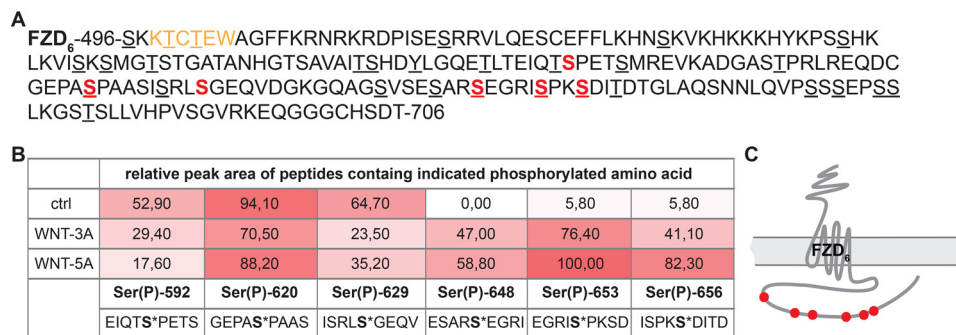 A
FZD6-496-SKKTCTEWAGFFKRNRKRDPISESRRVLQESCEFFLKHNSKVKHKKKHYKPSSHK
LKVISKSMGTSTGATANHGTSAVAITSHDYLGQETLTEIQTSPETSMREVKADGASTPRLREQDC
GEPASPAASISRLSGEQVDGKGQAGSVSESARSEGRISPKSDITDTGLAQSNNLQVPSSSEPSS
LKGSTSLLVHPVSGVRKEQGGGCHSDT-706
B
relative peak area of peptides containg indicated phosphorylated amino acid
ctrl 52,90 94,10 64,70 0,00 5,80 5,80
WNT-3A 29,40 70,50 23,50 47,00 76,40 41,10
WNT-5A 17,60 88,20 35,20 58,80 100,00 82,30
Ser(P)-592 Ser(P)-620 Ser(P)-629 Ser(P)-648 Ser(P)-653 Ser(P)-656
EIQTS*PETS GEPAS*PAAS ISRLS*GEQV ESARS*EGRI EGRIS*PKSD ISPKS*DITD
C
FZD6